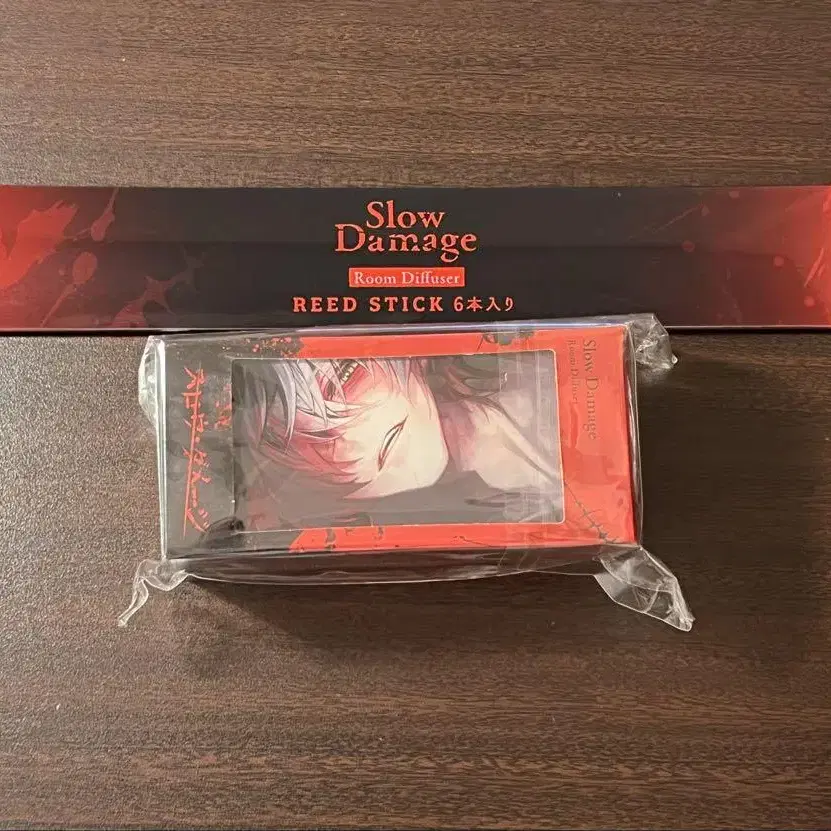 Slow
Damage
Room Diffuser
REED STICK 6本入り
スロウ・ダメージ
Slow Damage
Room Diffuser